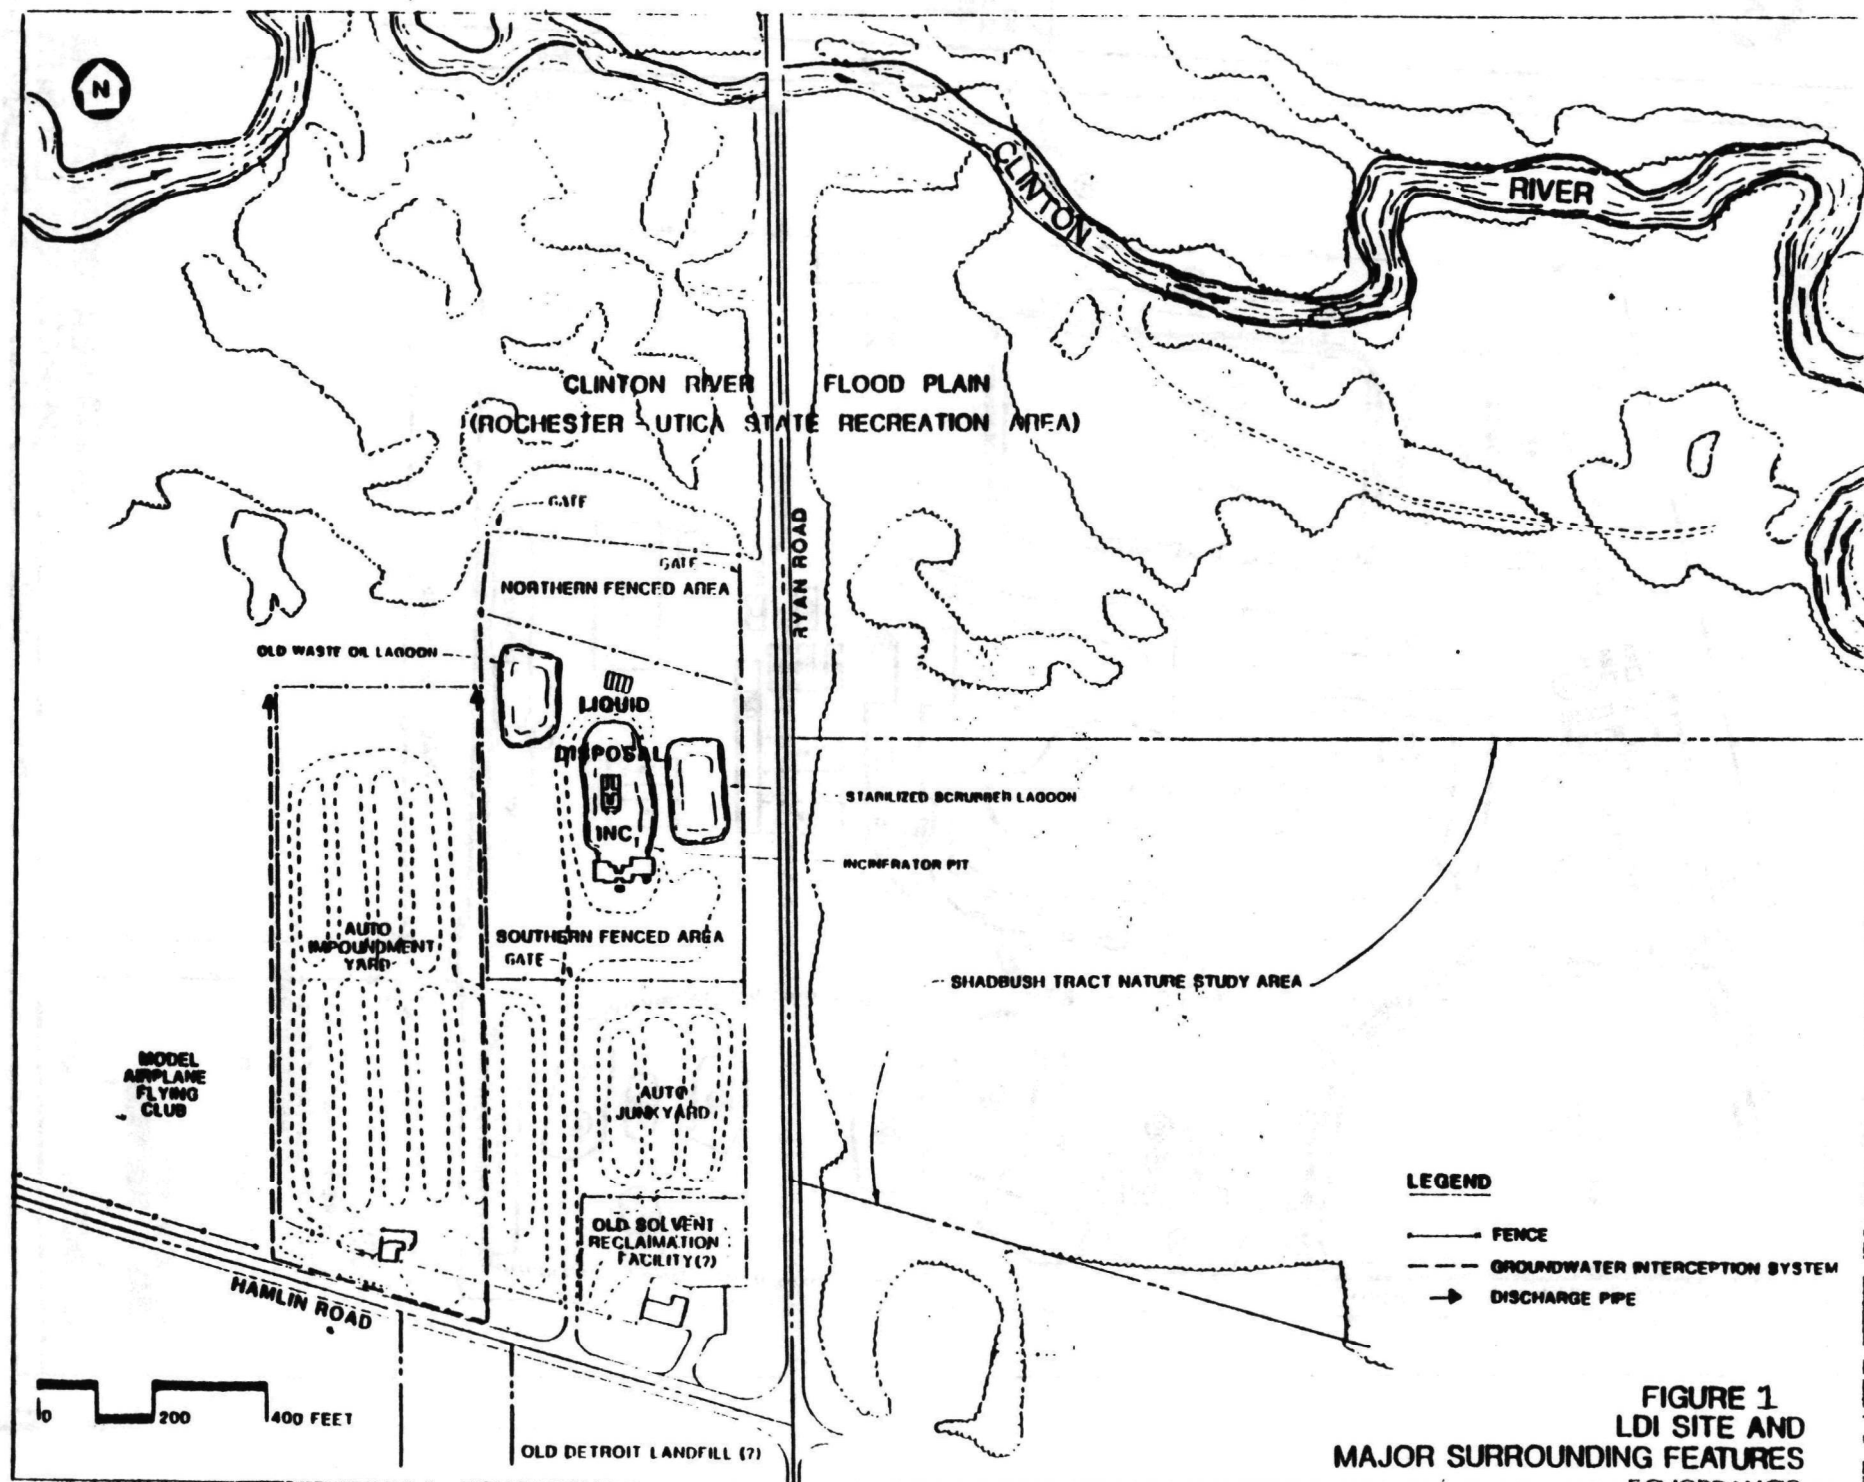 N
CLINTON
RIVER
CLINTON RIVER FLOOD PLAIN
(ROCHESTER - UTICA STATE RECREATION AREA)
GATE
RYAN ROAD
GATE
NORTHERN FENCED AREA
OLD WASTE OIL LAGOON
LIQUID
DISPOSAL
INC.
STABILIZED SCRUBBER LAGOON
INCINERATOR PIT
AUTO
IMPOUNDMENT
YARD
SOUTHERN FENCED AREA
GATE
SHADBUSH TRACT NATURE STUDY AREA
MODEL
AIRPLANE
FLYING
CLUB
AUTO
JUNKYARD
OLD SOLVENT
RECLAMATION
FACILITY(?)
HAMLIN ROAD
LEGEND
FENCE
GROUNDWATER INTERCEPTION SYSTEM
DISCHARGE PIPE
0 200 400 FEET
OLD DETROIT LANDFILL (?)
FIGURE 1
LDI SITE AND
MAJOR SURROUNDING FEATURES